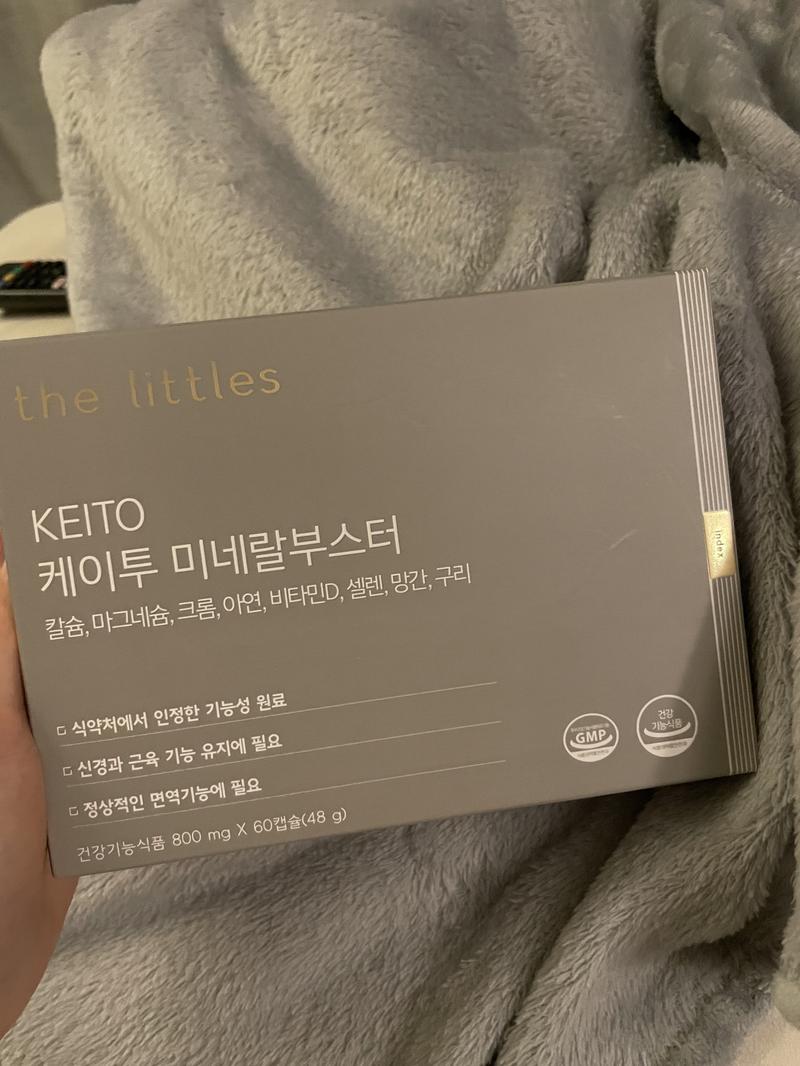 the littles
KEITO
케이투 미네랄부스터
칼슘, 마그네슘, 크롬, 아연, 비타민D, 셀렌, 망간, 구리
식약처에서 인정한 기능성 원료
신경과 근육 기능 유지에 필요
정상적인 면역기능에 필요
건강기능식품 800 mg X 60캡슐(48 g)
index
GMP
건강
기능식품